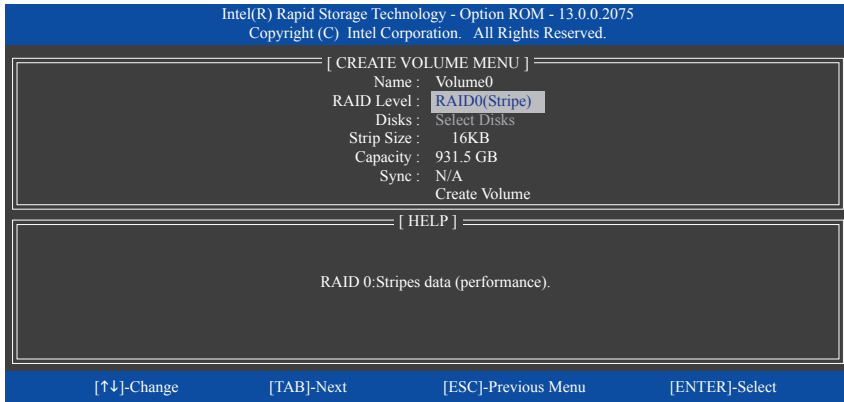 Intel(R) Rapid Storage Technology - Option ROM - 13.0.0.2075
Copyright (C) Intel Corporation. All Rights Reserved.
[ CREATE VOLUME MENU ]
Name : Volume0
RAID Level : RAID0(Stripe)
Disks : Select Disks
Strip Size : 16KB
Capacity : 931.5 GB
Sync : N/A
Create Volume
[ HELP ]
RAID 0:Stripes data (performance).
[↑↓]-Change [TAB]-Next [ESC]-Previous Menu [ENTER]-Select